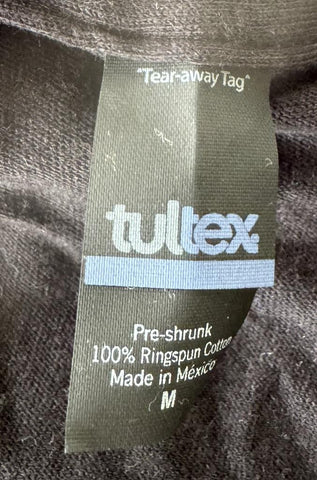 "Tear-away Tag"
tultex
Pre-shrunk
100% Ringspun Cotton
Made in México
M